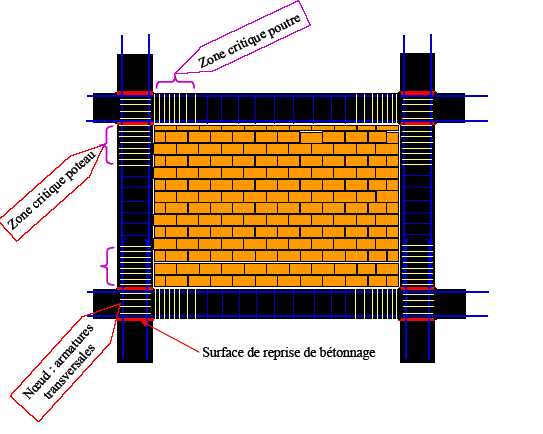 Zone critique poutre
Zone critique poteau
Nœud : armatures
transversales
Surface de reprise de bétonnage